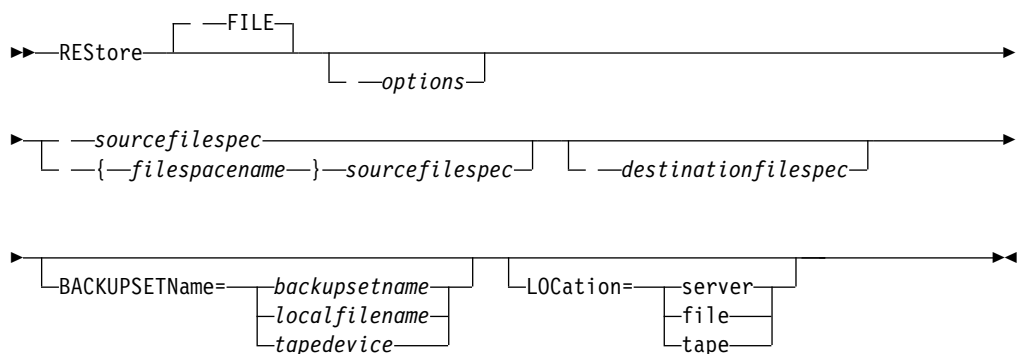 FILE
REStore
options
sourcefilespec
{ filespacename } sourcefilespec
destinationfilespec
BACKUPSETName= backupsetname
localfilename
tapedevice
LOCation= server
file
tape